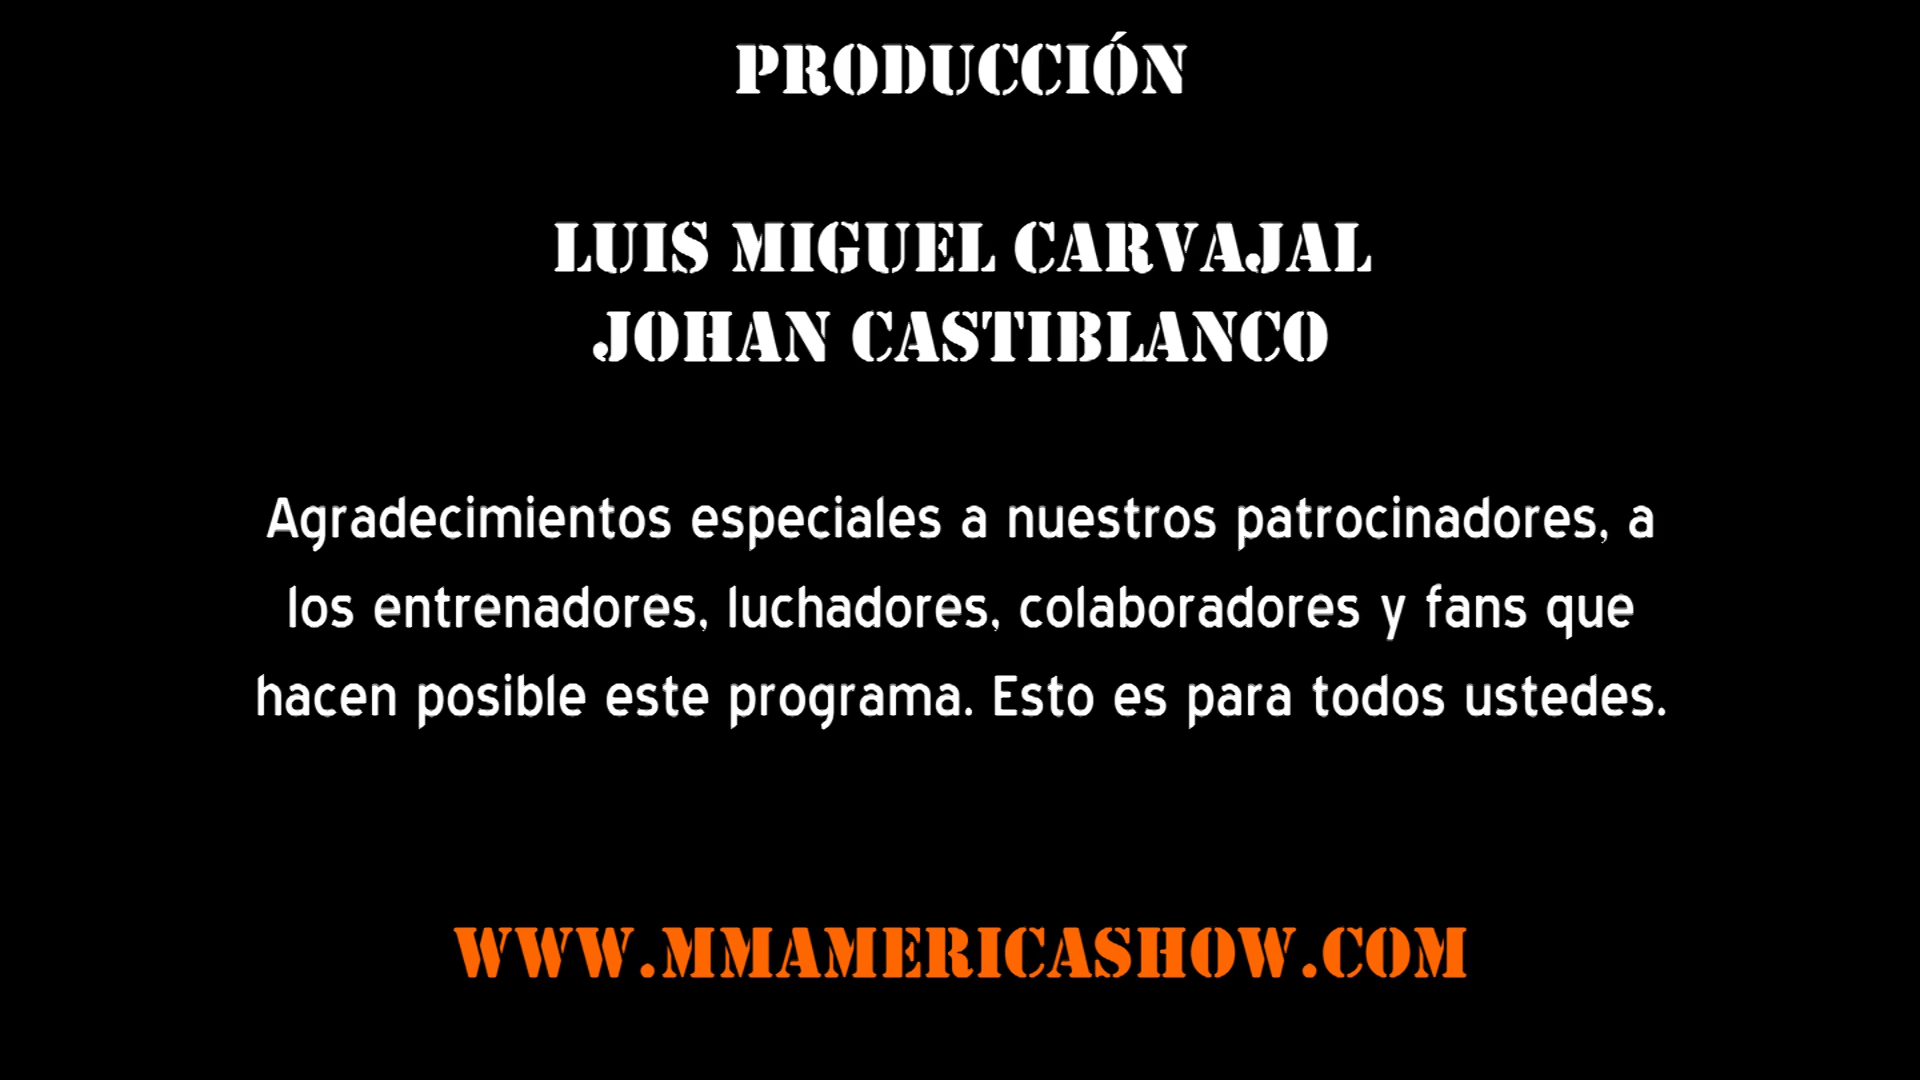 PRODUCCIÓN
LUIS MIGUEL CARVAJAL
JOHAN CASTIBLANCO
Agradecimientos especiales a nuestros patrocinadores, a
los entrenadores, luchadores, colaboradores y fans que
hacen posible este programa. Esto es para todos ustedes.
WWW.MMAMERICASHOW.COM